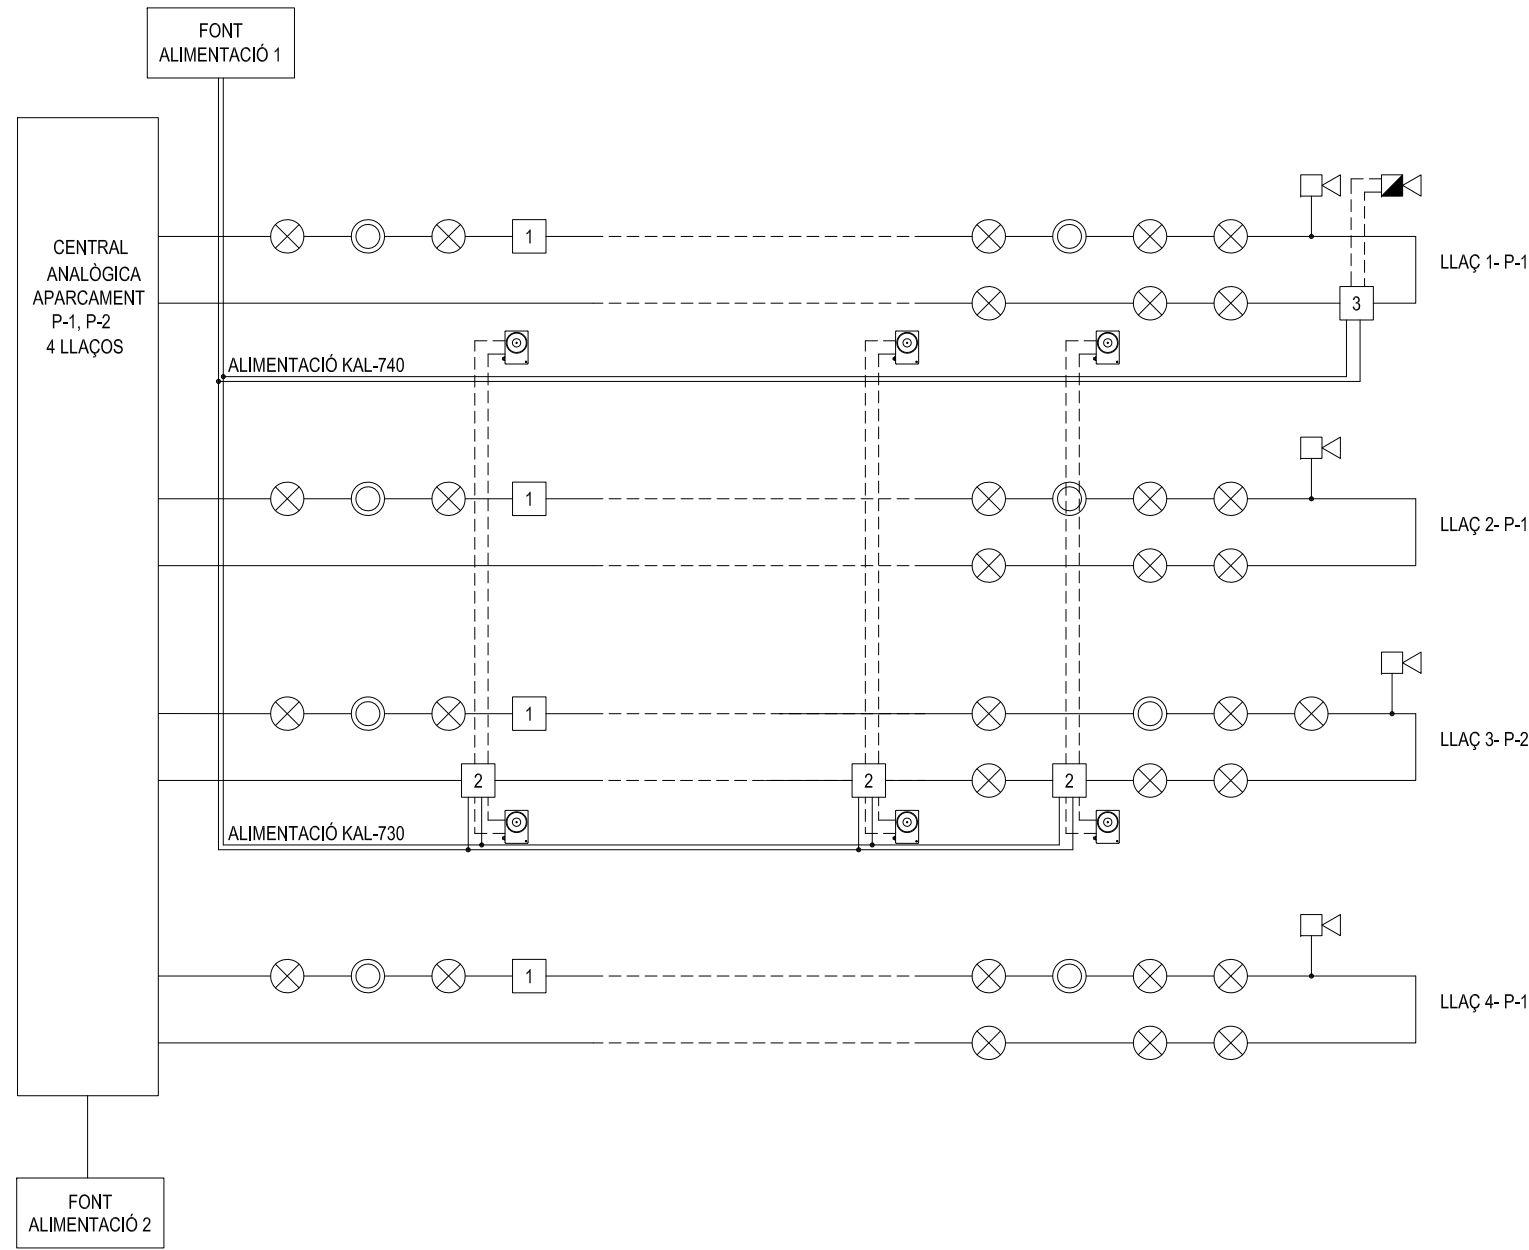 FONT
ALIMENTACIÓ 1
CENTRAL
ANALÒGICA
APARCAMENT
P-1, P-2
4 LLAÇOS
1
LLAÇ 1- P-1
3
ALIMENTACIÓ KAL-740
1
LLAÇ 2- P-1
1
LLAÇ 3- P-2
2
2
2
ALIMENTACIÓ KAL-730
1
LLAÇ 4- P-1
FONT
ALIMENTACIÓ 2